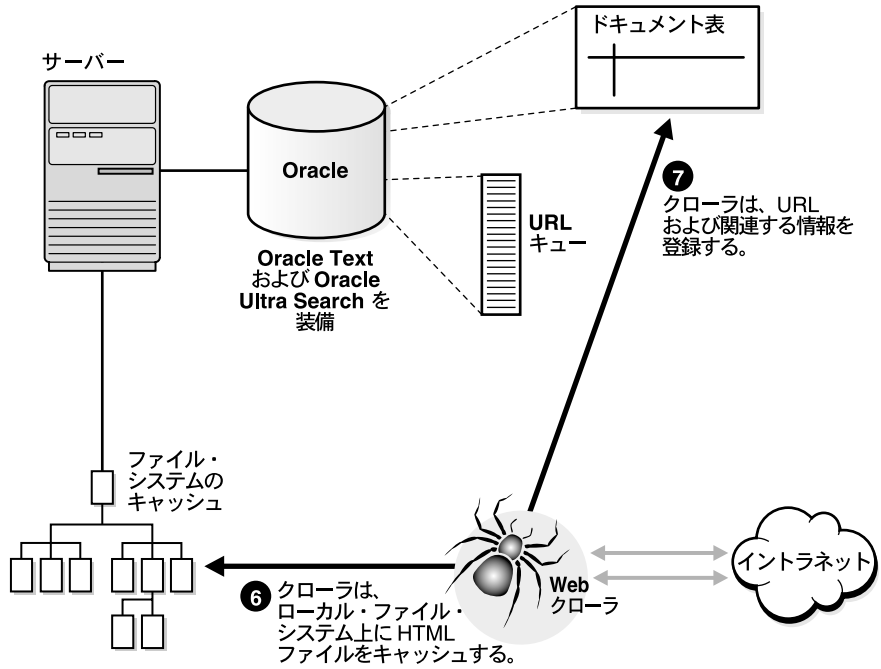 サーバー
ドキュメント表
Oracle
Oracle Text
および Oracle
Ultra Search を
装備
URL
キュー
7
クローラは、URL
および関連する情報を
登録する。
ファイル・
システムの
キャッシュ
6
クローラは、
ローカル・ファイル・
システム上に HTML
ファイルをキャッシュする。
Web
クローラ
イントラネット